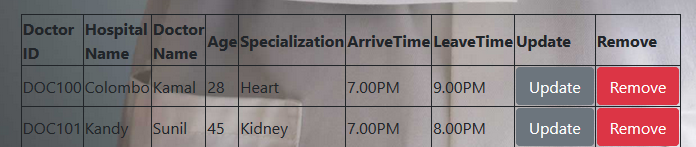 Doctor ID Hospital Name Doctor Name Age Specialization ArriveTime LeaveTime Update Remove
DOC100 Colombo Kamal 28 Heart 7.00PM 9.00PM Update Remove
DOC101 Kandy Sunil 45 Kidney 7.00PM 8.00PM Update Remove